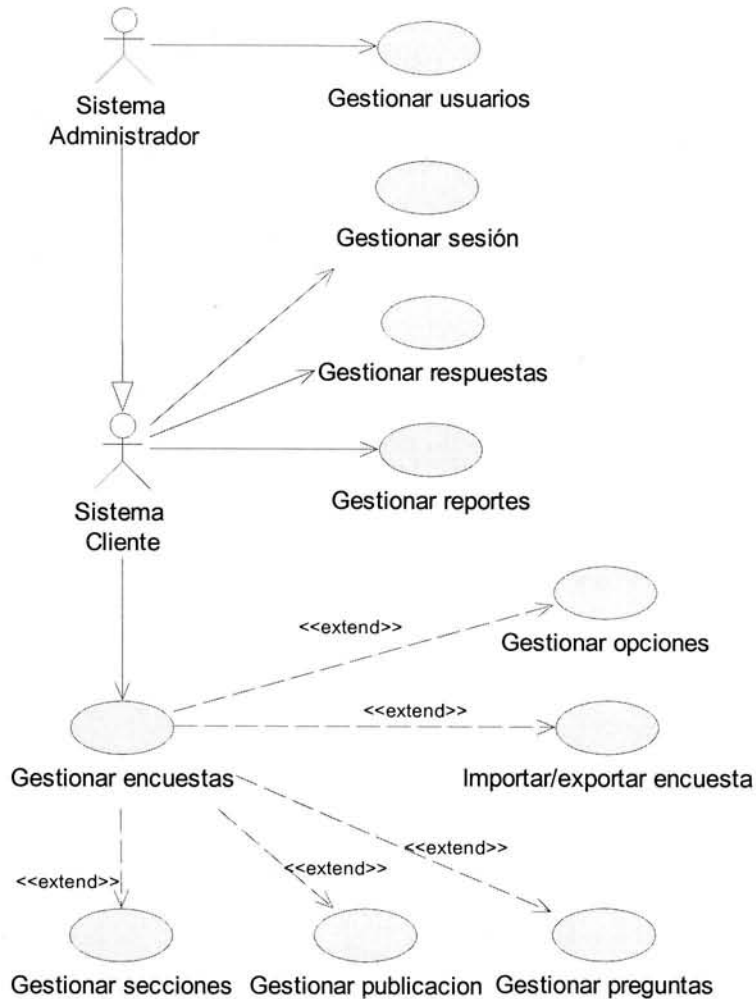 Sistema
Administrador
Gestionar usuarios
Gestionar sesión
Gestionar respuestas
Gestionar reportes
Sistema
Cliente
<<extend>>
Gestionar opciones
<<extend>>
Gestionar encuestas
Importar/exportar encuesta
<<extend>>
<<extend>>
<<extend>>
Gestionar secciones
Gestionar publicacion
Gestionar preguntas